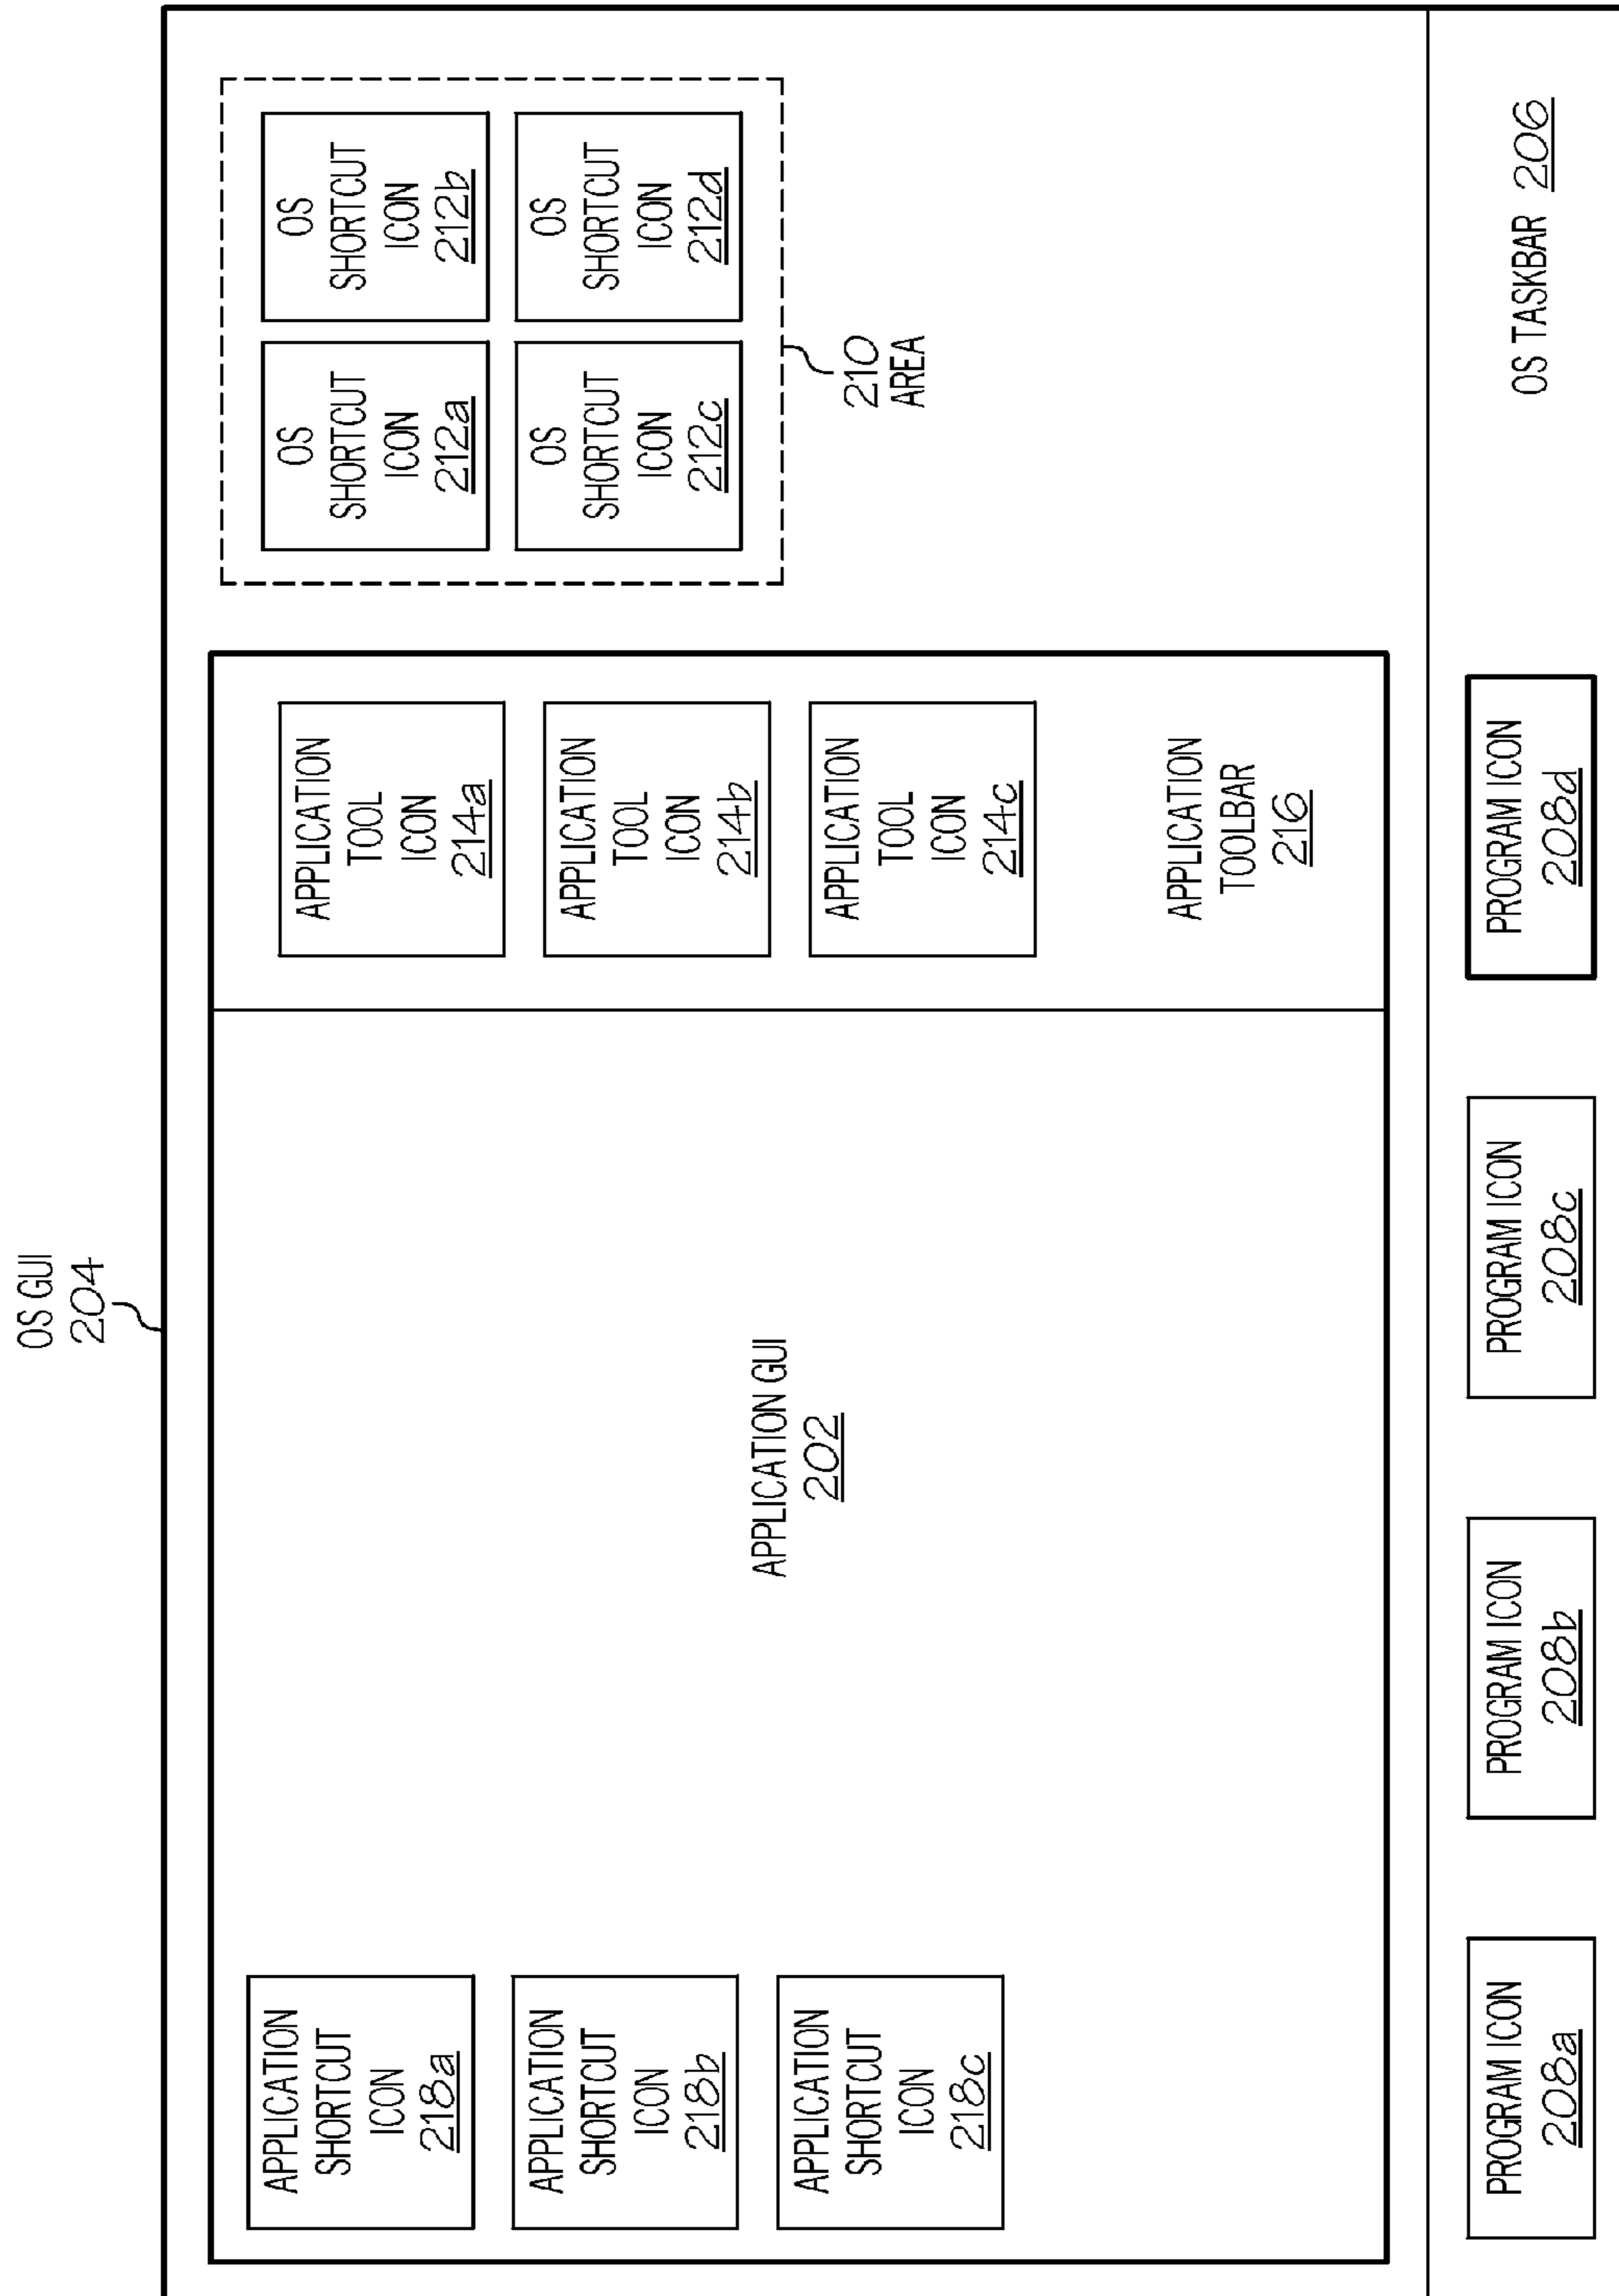 OS GUI
204
APPLICATION
SHORTCUT
ICON
218a
APPLICATION
SHORTCUT
ICON
218b
APPLICATION
SHORTCUT
ICON
218c
APPLICATION GUI
202
APPLICATION
TOOL
ICON
214a
APPLICATION
TOOL
ICON
214b
APPLICATION
TOOL
ICON
214c
APPLICATION
TOOLBAR
216
OS
SHORTCUT
ICON
212a
OS
SHORTCUT
ICON
212b
OS
SHORTCUT
ICON
212c
OS
SHORTCUT
ICON
212d
210
AREA
PROGRAM ICON
208a
PROGRAM ICON
208b
PROGRAM ICON
208c
PROGRAM ICON
208d
OS TASKBAR 206